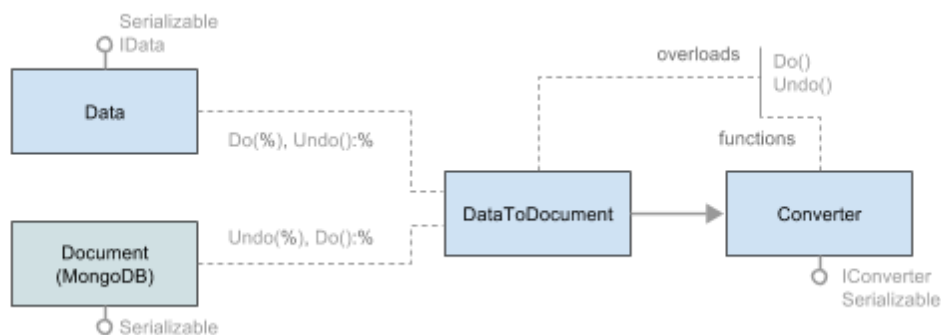 Serializable
IData
Data
Do(%), Undo():%
overloads
Do()
Undo()
functions
DataToDocument
Converter
Undo(%), Do():%
Document
(MongoDB)
IConverter
Serializable
Serializable